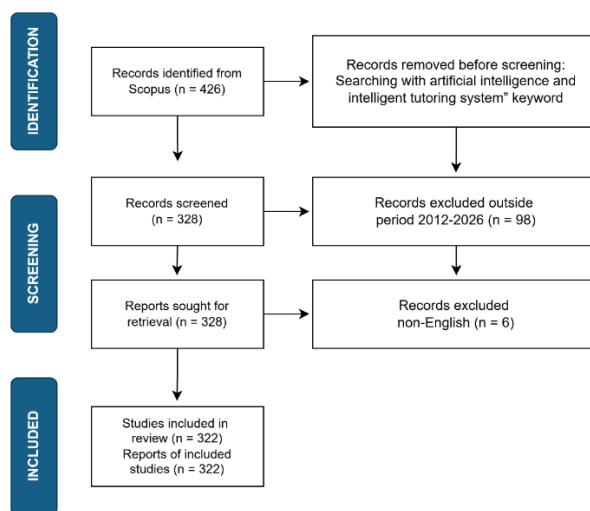 IDENTIFICATION
Records identified from
Scopus (n = 426)
Records removed before screening:
Searching with artificial intelligence and
intelligent tutoring system" keyword
SCREENING
Records screened
(n = 328)
Records excluded outside
period 2012-2026 (n = 98)
Reports sought for
retrieval (n = 328)
Records excluded
non-English (n = 6)
INCLUDED
Studies included in
review (n = 322)
Reports of included
studies (n = 322)